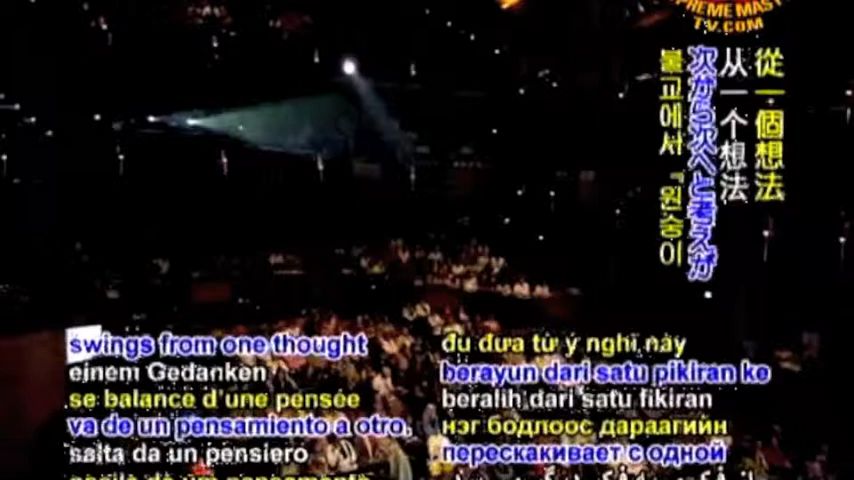 PREME MAS
TV.COM
從一個想法
从一个想法
次から次へと考えが
불교에서 『원숭이
swings from one thought
einem Gedanken
se balance d'une pensée
va de un pensamiento a otro,
salta da un pensiero
đu đưa từ ý nghĩ này
berayun dari satu pikiran ke
beralih dari satu fikiran
нэг бодлоос дараагийн
перескакивает с одной